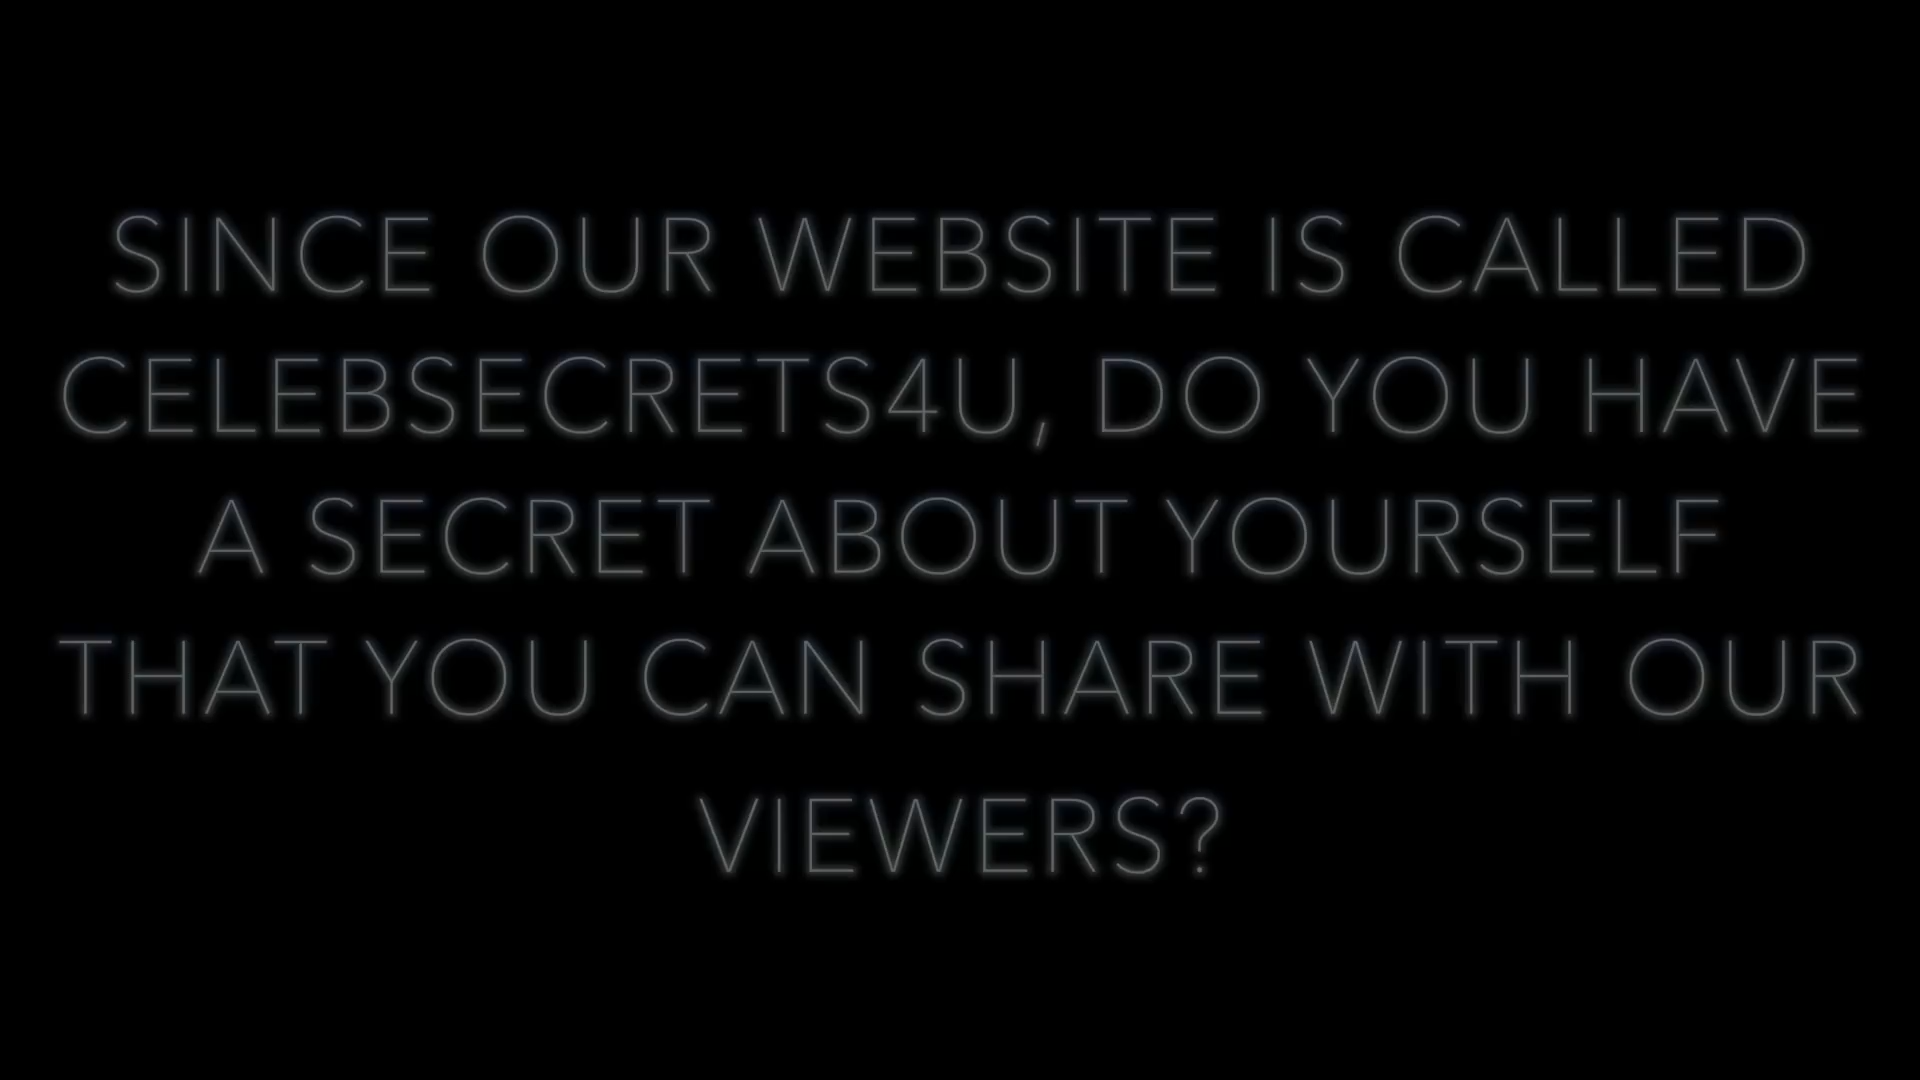 SINCE OUR WEBSITE IS CALLED
CELEBSECRETS4U, DO YOU HAVE
A SECRET ABOUT YOURSELF
THAT YOU CAN SHARE WITH OUR
VIEWERS?